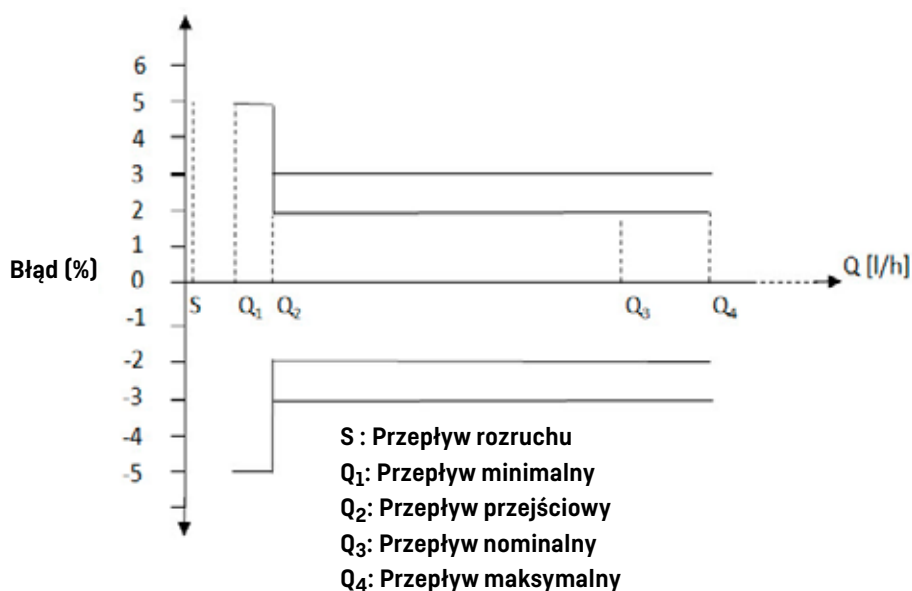 6
5
4
3
2
1
Błąd (%)
0
Q [l/h]
S
Q₁
Q₂
Q₃
Q₄
-1
-2
-3
-4
-5
S : Przepływ rozruchu
Q₁: Przepływ minimalny
Q₂: Przepływ przejściowy
Q₃: Przepływ nominalny
Q₄: Przepływ maksymalny